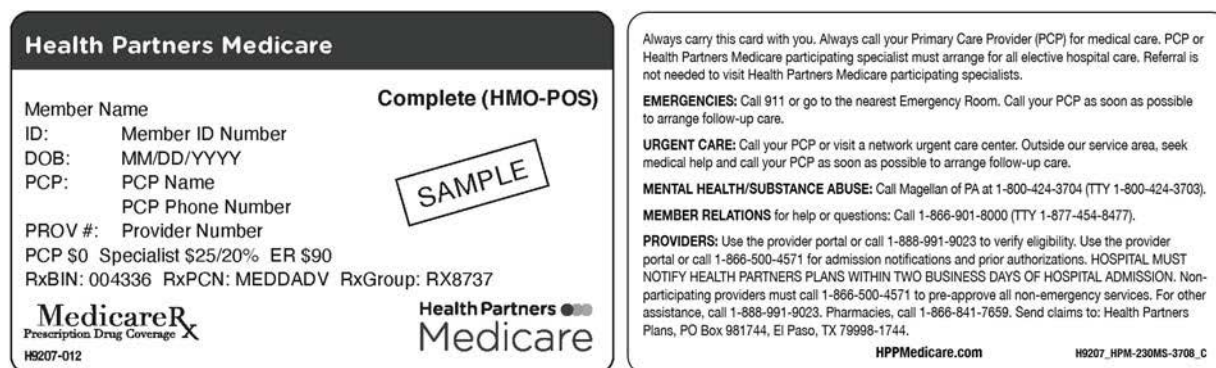 Health Partners Medicare
Complete (HMO-POS)
Member Name
ID: Member ID Number
DOB: MM/DD/YYYY
PCP: PCP Name
PCP Phone Number
PROV #: Provider Number
SAMPLE
PCP $0 Specialist $25/20% ER $90
RxBIN: 004336 RxPCN: MEDDADV RxGroup: RX8737
MedicareRx
Prescription Drug Coverage
H9207-012
Health Partners
Medicare
Always carry this card with you. Always call your Primary Care Provider (PCP) for medical care. PCP or
Health Partners Medicare participating specialist must arrange for all elective hospital care. Referral is
not needed to visit Health Partners Medicare participating specialists.
EMERGENCIES: Call 911 or go to the nearest Emergency Room. Call your PCP as soon as possible
to arrange follow-up care.
URGENT CARE: Call your PCP or visit a network urgent care center. Outside our service area, seek
medical help and call your PCP as soon as possible to arrange follow-up care.
MENTAL HEALTH/SUBSTANCE ABUSE: Call Magellan of PA at 1-800-424-3704 (TTY 1-800-424-3703).
MEMBER RELATIONS for help or questions: Call 1-866-901-8000 (TTY 1-877-454-8477).
PROVIDERS: Use the provider portal or call 1-888-991-9023 to verify eligibility. Use the provider
portal or call 1-866-500-4571 for admission notifications and prior authorizations. HOSPITAL MUST
NOTIFY HEALTH PARTNERS PLANS WITHIN TWO BUSINESS DAYS OF HOSPITAL ADMISSION. Non-
participating providers must call 1-866-500-4571 to pre-approve all non-emergency services. For other
assistance, call 1-888-991-9023. Pharmacies, call 1-866-841-7659. Send claims to: Health Partners
Plans, PO Box 981744, El Paso, TX 79998-1744.
HPPMedicare.com H9207_HPM-230MS-3708_C